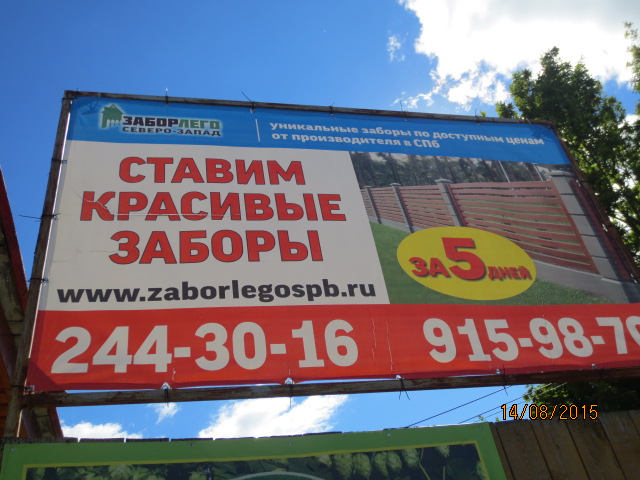 ЗАБОРЛЕГО
СЕВЕРО-ЗАПАД
уникальные заборы по доступным ценам
от производителя в СПб
СТАВИМ
КРАСИВЫЕ
ЗАБОРЫ
ЗА 5 ДНЕЙ
www.zaborlegospb.ru
244-30-16 915-98-7
14/08/2015